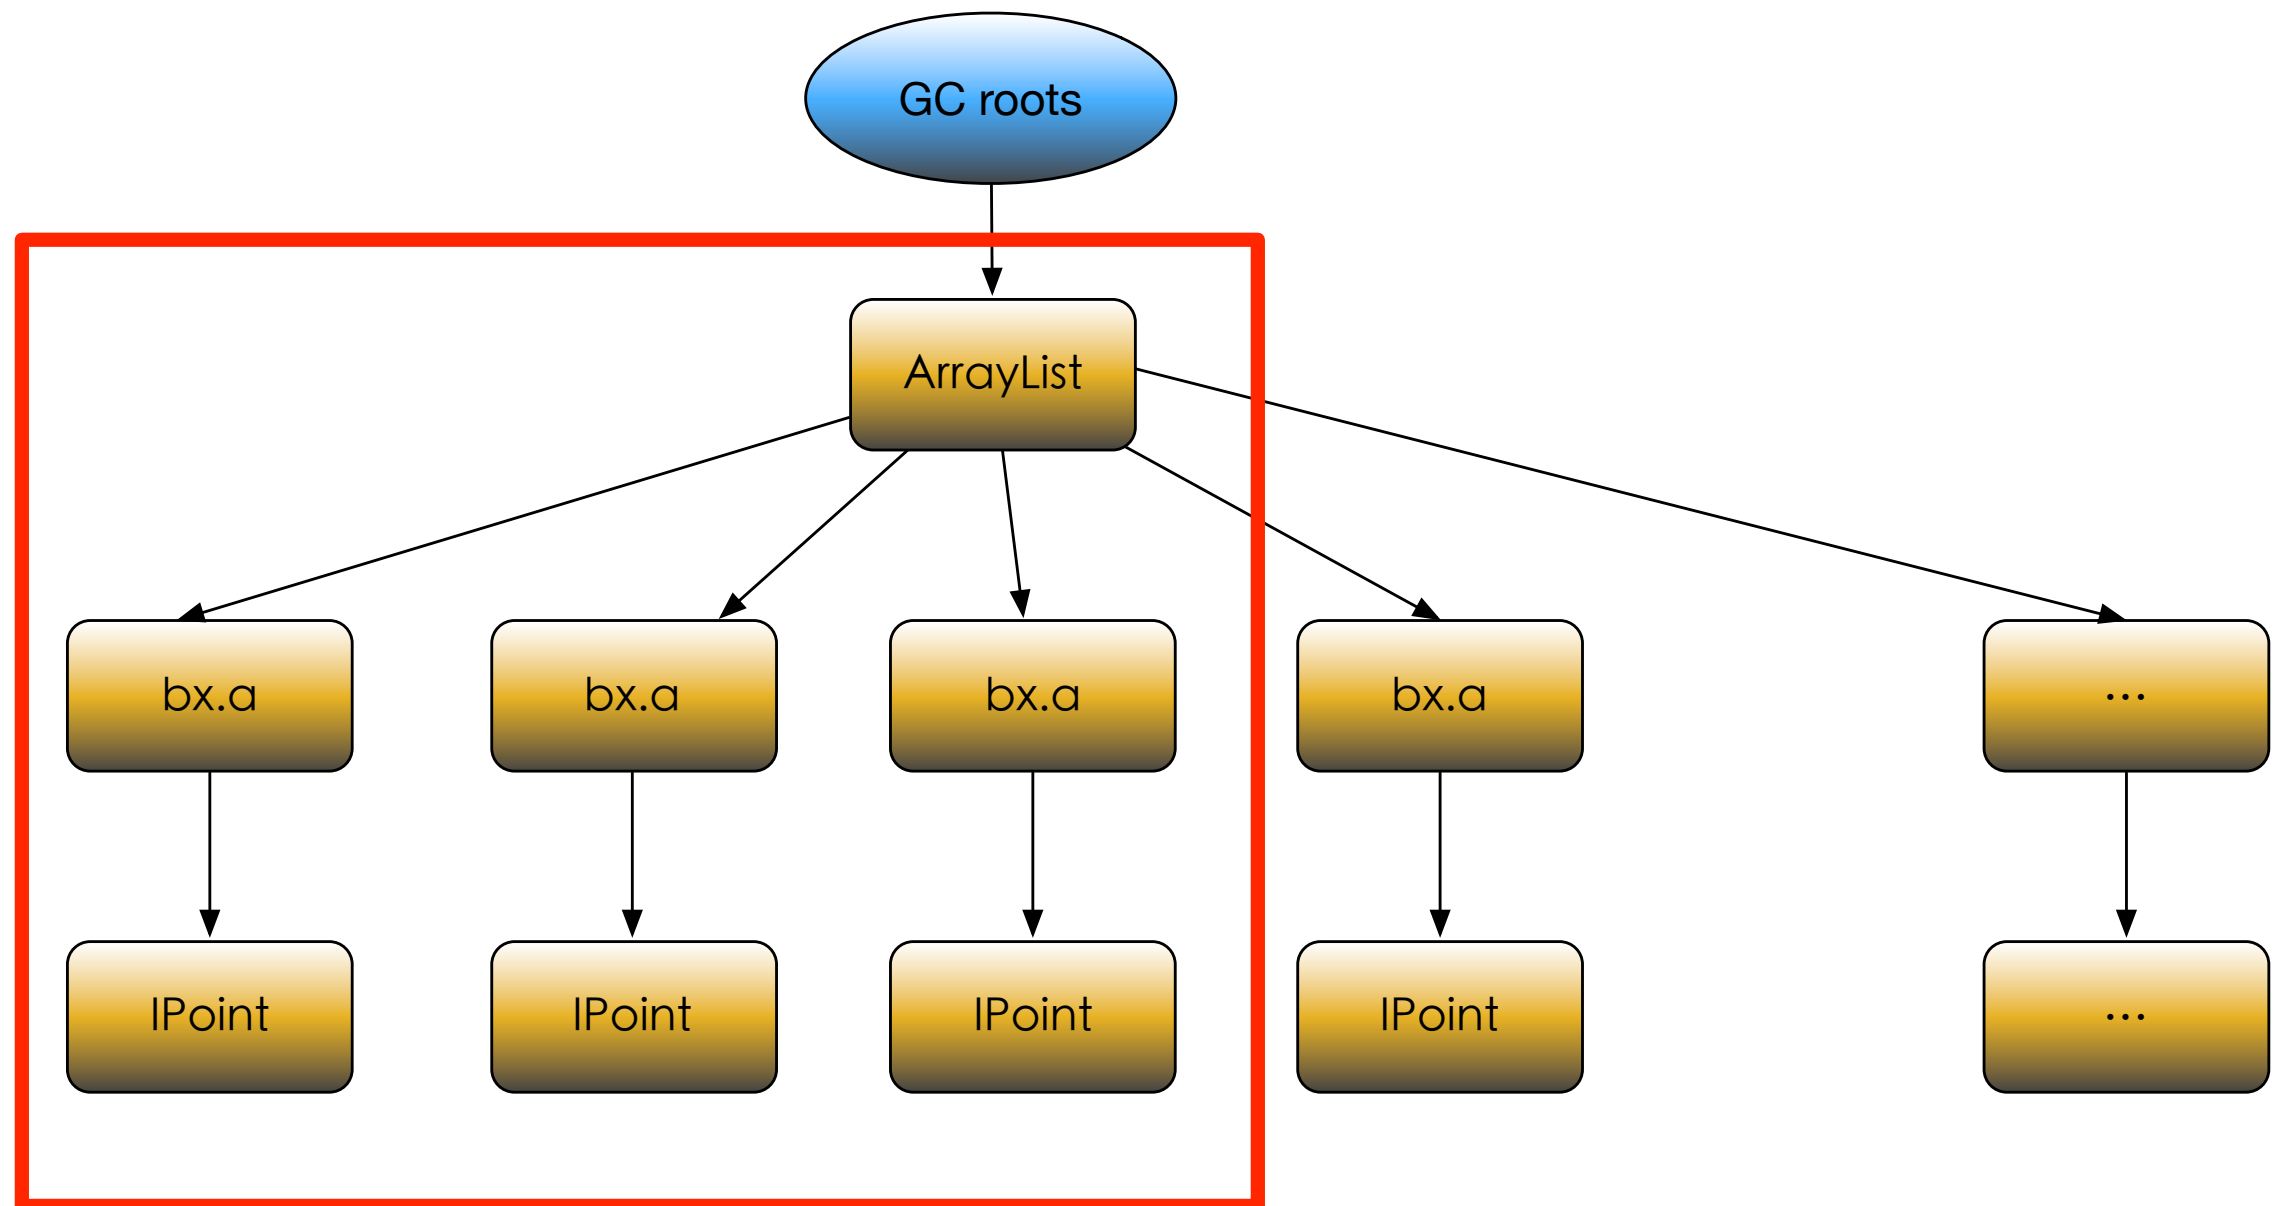 GC roots
ArrayList
bx.a
bx.a
bx.a
bx.a
...
IPoint
IPoint
IPoint
IPoint
...